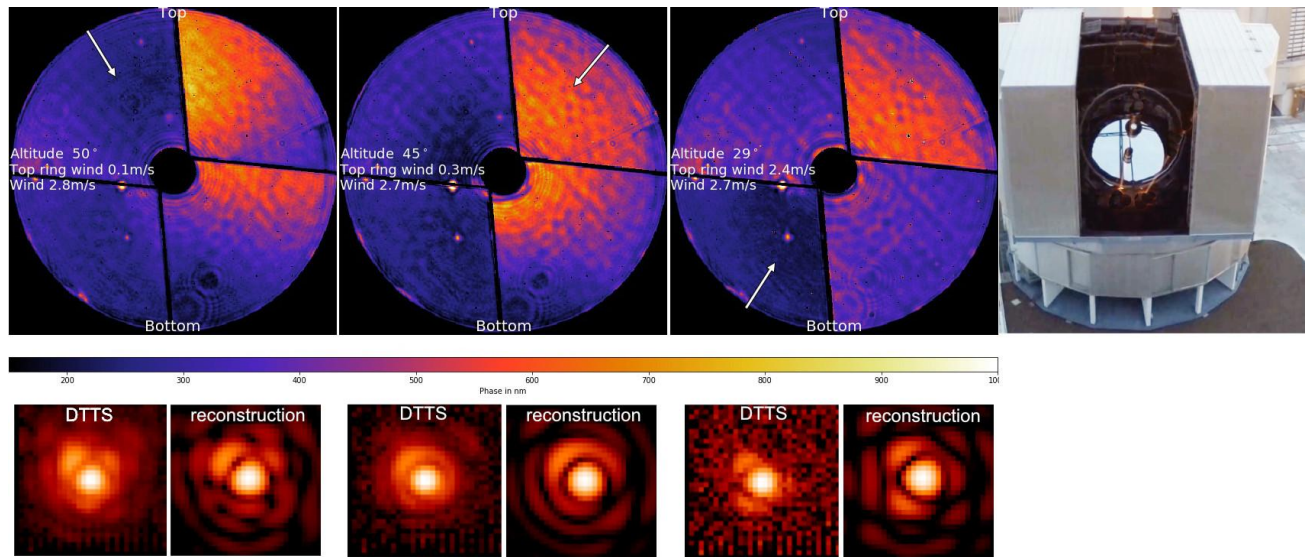 Top
Top
Top
Altitude 50°
Top ring wind 0.1m/s
Wind 2.8m/s
Altitude 45°
Top ring wind 0.3m/s
Wind 2.7m/s
Altitude 29°
Top ring wind 2.4m/s
Wind 2.7m/s
Bottom
Bottom
Bottom
200 300 400 500 600 700 800 900 100
Phase in nm
DTTS reconstruction DTTS reconstruction DTTS reconstruction